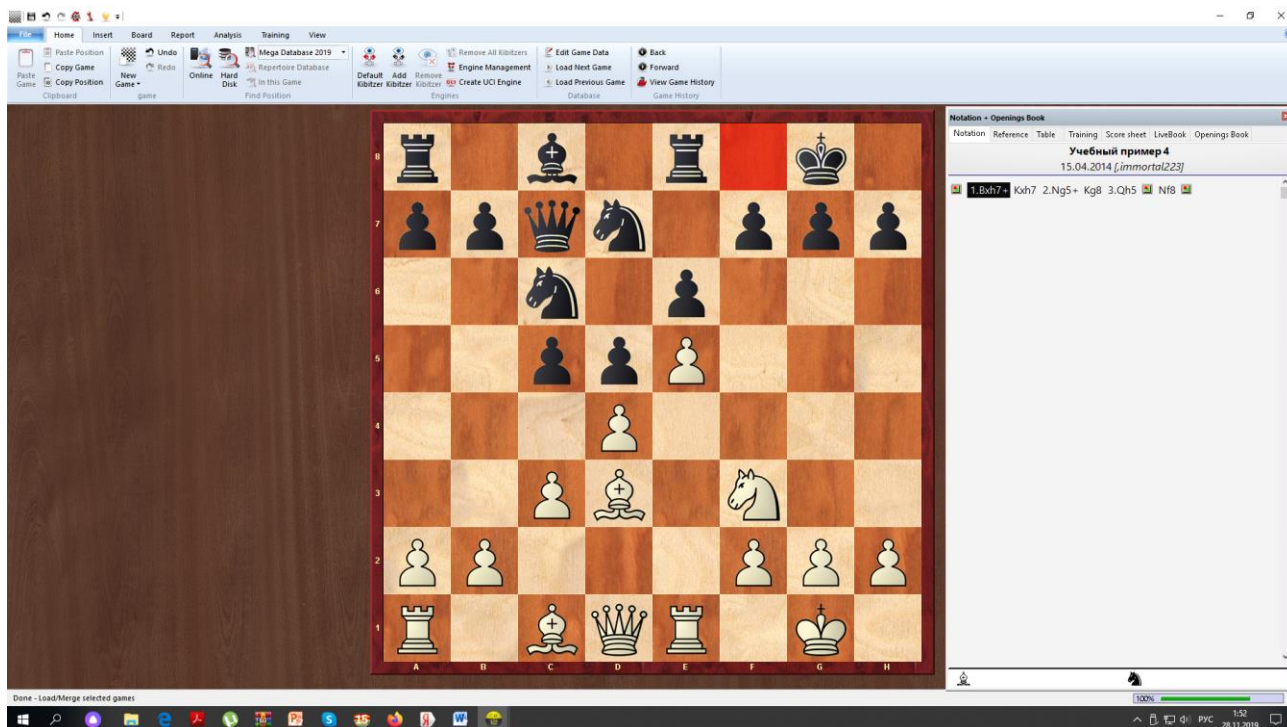 File Home Insert Board Report Analysis Training View
Paste Game
Paste Position
Copy Game
Copy Position
Clipboard
New Game
Undo
Redo
game
Online
Hard Disk
Mega Database 2019
Repertoire Database
In this Game
Find Position
Default Kibitzer
Add Kibitzer
Remove Kibitzer
Remove All Kibitzers
Engine Management
Create UCI Engine
Engines
Edit Game Data
Load Next Game
Load Previous Game
Database
Back
Forward
View Game History
Game History
Notation + Openings Book
Notation Reference Table Training Score sheet LiveBook Openings Book
Учебный пример 4
15.04.2014 [,immortal223]
1.Bxh7+ Kxh7 2.Ng5+ Kg8 3.Qh5 Nf8
8
7
6
5
4
3
2
1
A B C D E F G H
Done - Load/Merge selected games
100%
РУС
1:52
28.11.2019